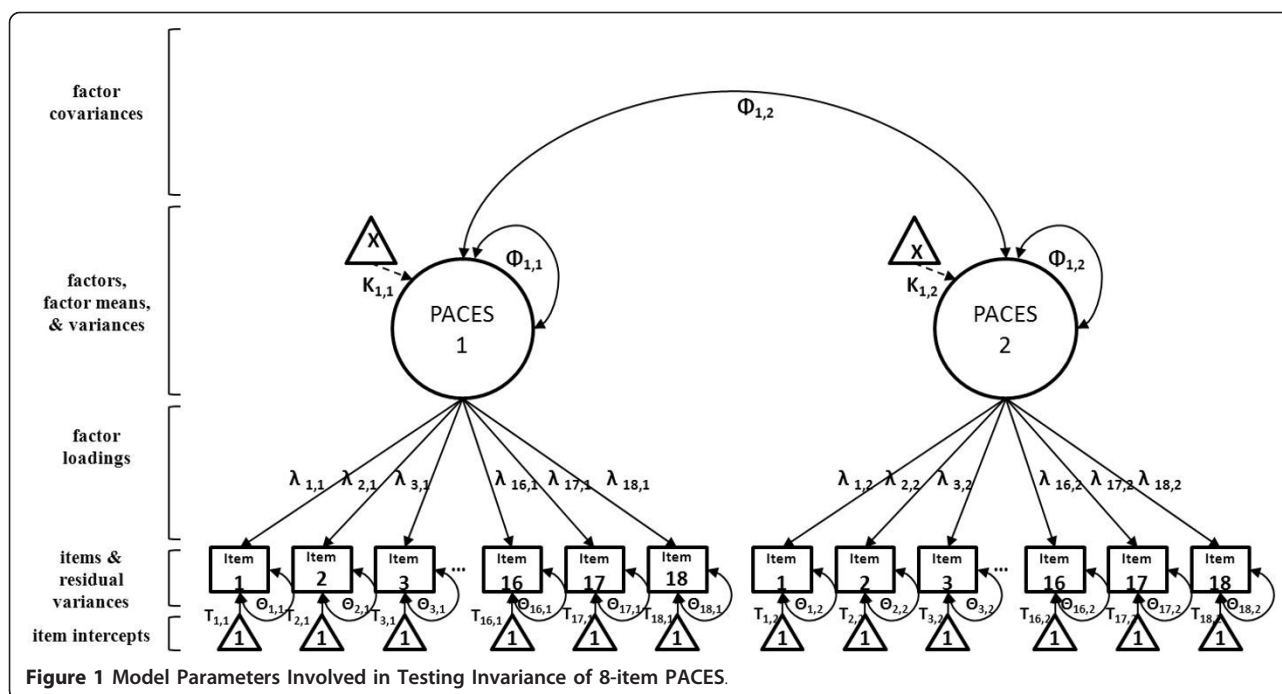 factor
covariances
Φ1,2
factors,
factor means,
& variances
X
K1,1
Φ1,1
PACES
1
X
K1,2
Φ1,2
PACES
2
factor
loadings
λ 1,1 λ 2,1 λ 3,1 λ 16,1 λ 17,1 λ 18,1
λ 1,2 λ 2,2 λ 3,2 λ 16,2 λ 17,2 λ 18,2
items &
residual
variances
Item Item Item ... Item Item Item
1 2 3 16 17 18
Item Item Item ... Item Item Item
1 2 3 16 17 18
T1,1 Θ1,1 T2,1 Θ2,1 T3,1 Θ3,1 T16,1 Θ16,1 T17,1 Θ17,1 T18,1 Θ18,1
T1,2 Θ1,2 T2,2 Θ2,2 T3,2 Θ3,2 T16,2 Θ16,2 T17,2 Θ17,2 T18,2 Θ18,2
item intercepts
1 1 1 1 1 1
1 1 1 1 1 1
Figure 1 Model Parameters Involved in Testing Invariance of 8-item PACES.